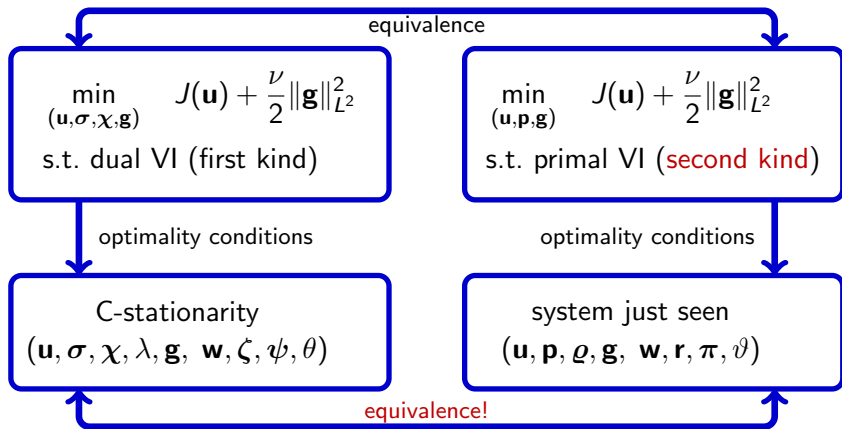 equivalence
min J(𝐮) + ν/2 ‖𝐠‖²_{L²}
(𝐮,𝝈,𝝌,𝐠)
s.t. dual VI (first kind)
min J(𝐮) + ν/2 ‖𝐠‖²_{L²}
(𝐮,𝐩,𝐠)
s.t. primal VI (second kind)
optimality conditions
optimality conditions
C-stationarity
(𝐮, 𝝈, 𝝌, λ, 𝐠, 𝐰, 𝜻, 𝝍, θ)
system just seen
(𝐮, 𝐩, 𝝔, 𝐠, 𝐰, 𝐫, 𝝅, ϑ)
equivalence!